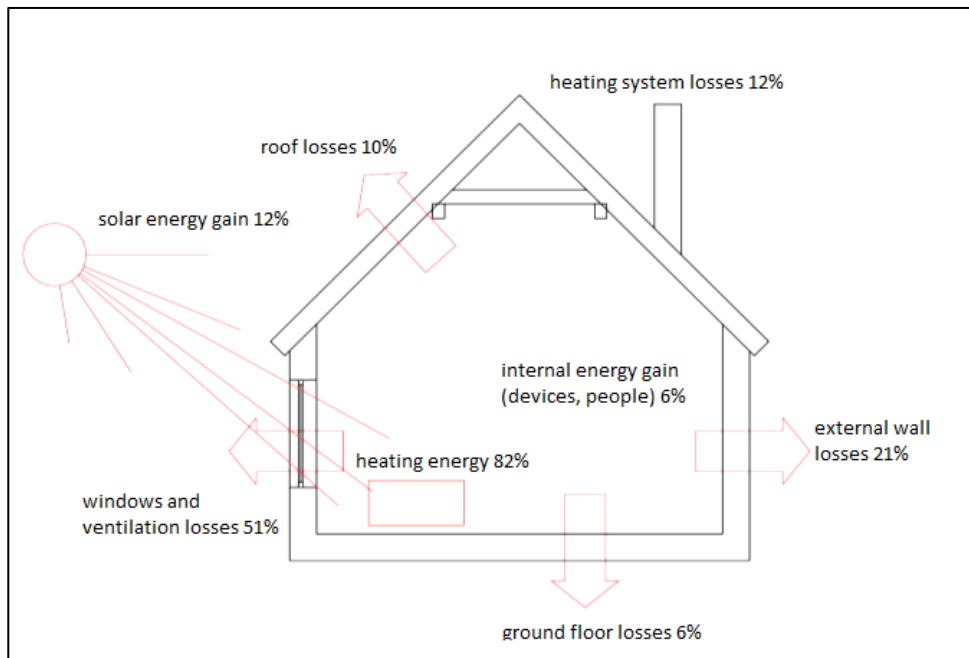 heating system losses 12%
roof losses 10%
solar energy gain 12%
internal energy gain
(devices, people) 6%
external wall
losses 21%
heating energy 82%
windows and
ventilation losses 51%
ground floor losses 6%